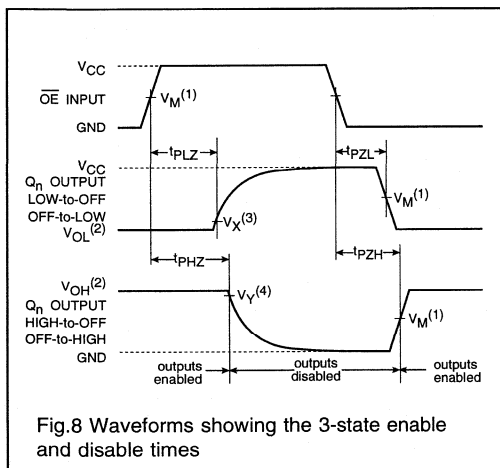 VCC
OE INPUT
VM(1)
GND
tPLZ
tPZL
VCC
Qn OUTPUT
LOW-to-OFF
OFF-to-LOW
VOL(2)
VX(3)
VM(1)
tPHZ
tPZH
VOH(2)
Qn OUTPUT
HIGH-to-OFF
OFF-to-HIGH
GND
VY(4)
VM(1)
outputs enabled
outputs disabled
outputs enabled
Fig.8 Waveforms showing the 3-state enable
and disable times